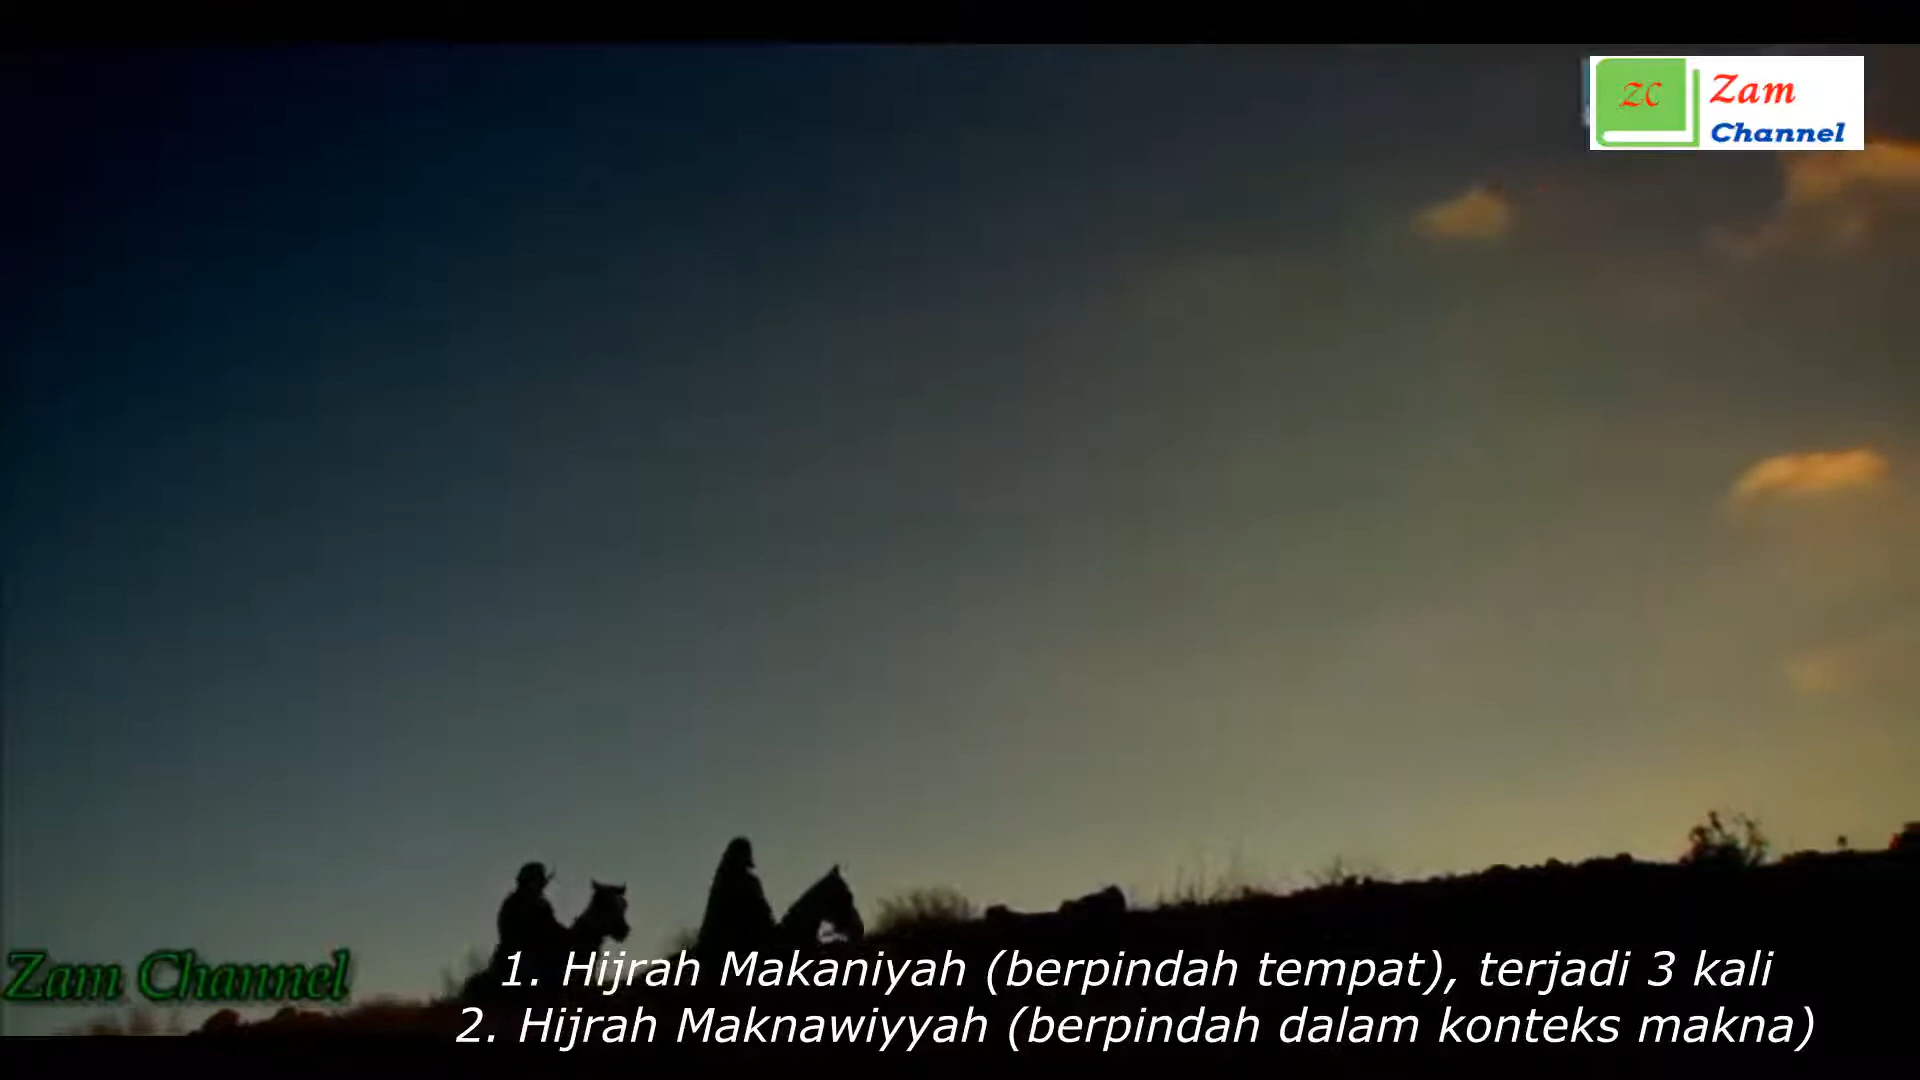 ZC
Zam
Channel
Zam Channel
1. Hijrah Makaniyah (berpindah tempat), terjadi 3 kali
2. Hijrah Maknawiyyah (berpindah dalam konteks makna)